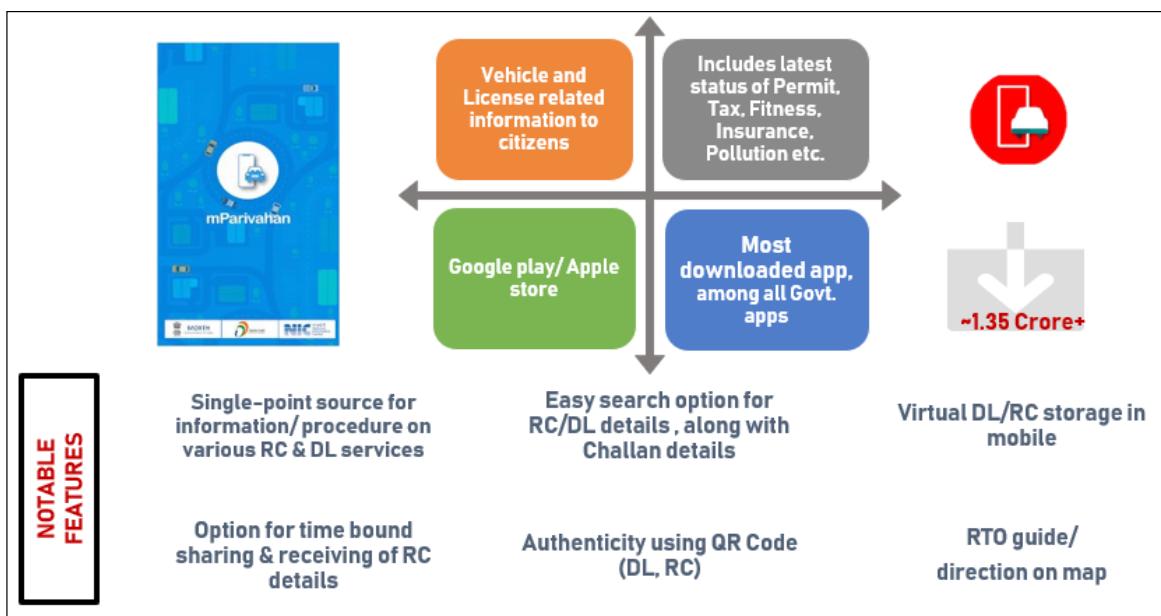 Vehicle and
License related
information to
citizens
Includes latest
status of Permit,
Tax, Fitness,
Insurance,
Pollution etc.
mParivahan
Google play/ Apple
store
Most
downloaded app,
among all Govt.
apps
~1.35 Crore+
MORTH
NIC
NOTABLE
FEATURES
Single-point source for
information/ procedure on
various RC & DL services
Easy search option for
RC/DL details , along with
Challan details
Virtual DL/RC storage in
mobile
Option for time bound
sharing & receiving of RC
details
Authenticity using QR Code
(DL, RC)
RTO guide/
direction on map